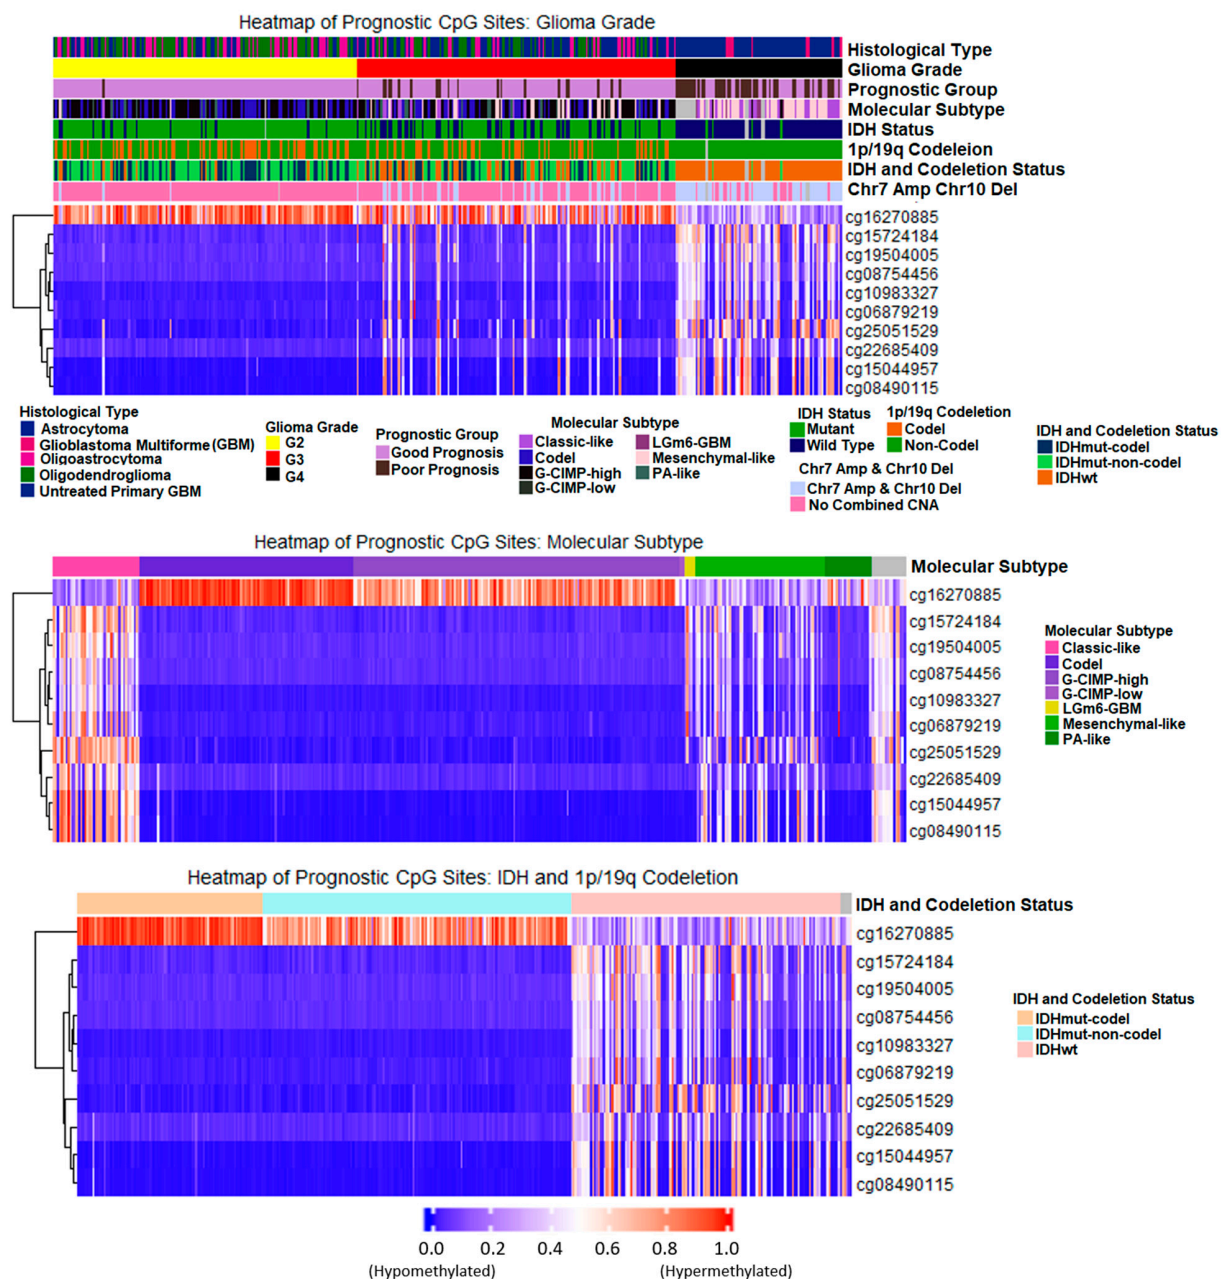 Heatmap of Prognostic CpG Sites: Glioma Grade
Histological Type
Glioma Grade
Prognostic Group
Molecular Subtype
IDH Status
1p/19q Codeleion
IDH and Codeletion Status
Chr7 Amp Chr10 Del
cg16270885
cg15724184
cg19504005
cg08754456
cg10983327
cg06879219
cg25051529
cg22685409
cg15044957
cg08490115
Histological Type
Astrocytoma
Glioblastoma Multiforme (GBM)
Oligoastrocytoma
Oligodendroglioma
Untreated Primary GBM
Glioma Grade
G2
G3
G4
Prognostic Group
Good Prognosis
Poor Prognosis
Molecular Subtype
Classic-like
Codel
G-CIMP-high
G-CIMP-low
LGm6-GBM
Mesenchymal-like
PA-like
IDH Status
Mutant
Wild Type
1p/19q Codeletion
Codel
Non-Codel
Chr7 Amp & Chr10 Del
Chr7 Amp & Chr10 Del
No Combined CNA
IDH and Codeletion Status
IDHmut-codel
IDHmut-non-codel
IDHwt
Heatmap of Prognostic CpG Sites: Molecular Subtype
Molecular Subtype
cg16270885
cg15724184
cg19504005
cg08754456
cg10983327
cg06879219
cg25051529
cg22685409
cg15044957
cg08490115
Molecular Subtype
Classic-like
Codel
G-CIMP-high
G-CIMP-low
LGm6-GBM
Mesenchymal-like
PA-like
Heatmap of Prognostic CpG Sites: IDH and 1p/19q Codeletion
IDH and Codeletion Status
cg16270885
cg15724184
cg19504005
cg08754456
cg10983327
cg06879219
cg25051529
cg22685409
cg15044957
cg08490115
IDH and Codeletion Status
IDHmut-codel
IDHmut-non-codel
IDHwt
0.0 0.2 0.4 0.6 0.8 1.0
(Hypomethylated) (Hypermethylated)